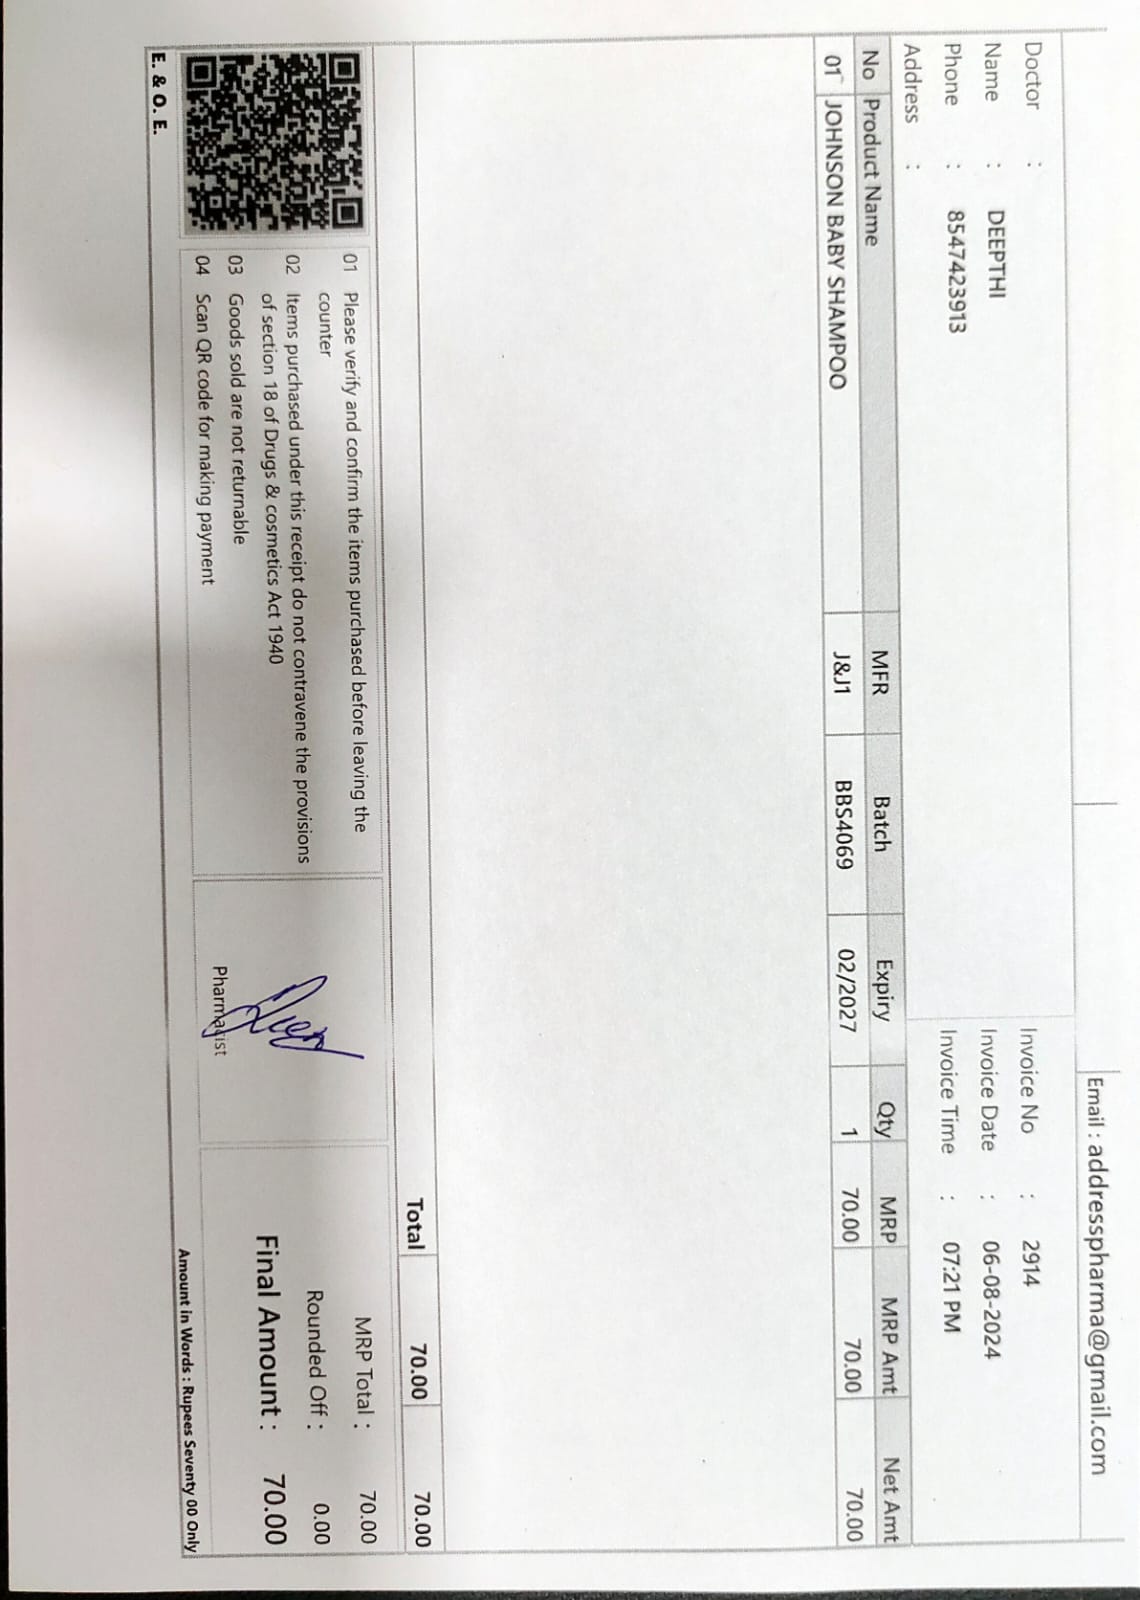 Email : addresspharma@gmail.com
Doctor :
Name : DEEPTHI
Phone : 8547423913
Address :
Invoice No : 2914
Invoice Date : 06-08-2024
Invoice Time : 07:21 PM
No Product Name MFR Batch Expiry Qty MRP MRP Amt Net Amt
01 JOHNSON BABY SHAMPOO J&J1 BBS4069 02/2027 1 70.00 70.00 70.00
Total 70.00 70.00
01 Please verify and confirm the items purchased before leaving the
counter
02 Items purchased under this receipt do not contravene the provisions
of section 18 of Drugs & cosmetics Act 1940
03 Goods sold are not returnable
04 Scan QR code for making payment
Pharmacist
MRP Total : 70.00
Rounded Off : 0.00
Final Amount : 70.00
Amount in Words : Rupees Seventy 00 Only
E. & O. E.